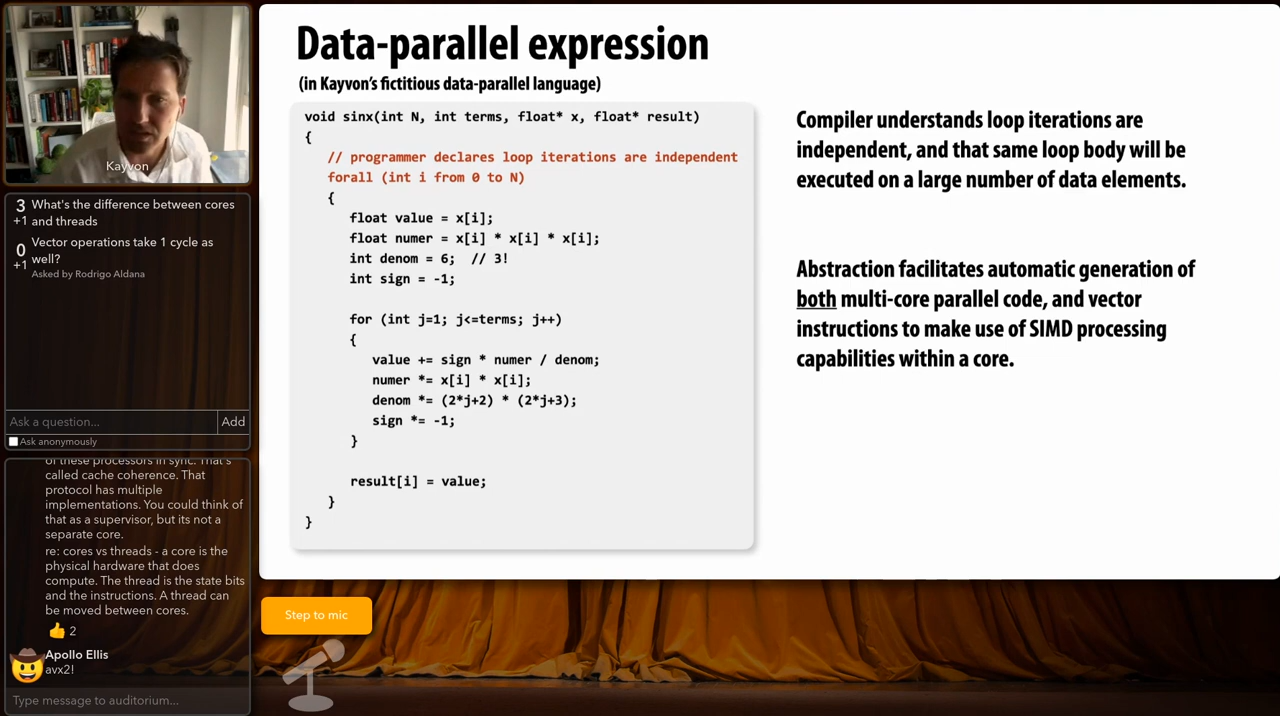 Kayvon
3 What's the difference between cores
+1 and threads
0 Vector operations take 1 cycle as
+1 well?
Asked by Rodrigo Aldana
Ask a question... Add
Ask anonymously
of these processors in sync. That's
called cache coherence. That
protocol has multiple
implementations. You could think of
that as a supervisor, but its not a
separate core.
re: cores vs threads - a core is the
physical hardware that does
compute. The thread is the state bits
and the instructions. A thread can
be moved between cores.
👍 2
Apollo Ellis
avx2!
Type message to auditorium...
Data-parallel expression
(in Kayvon's fictitious data-parallel language)
void sinx(int N, int terms, float* x, float* result)
{
// programmer declares loop iterations are independent
forall (int i from 0 to N)
{
float value = x[i];
float numer = x[i] * x[i] * x[i];
int denom = 6; // 3!
int sign = -1;
for (int j=1; j<=terms; j++)
{
value += sign * numer / denom;
numer *= x[i] * x[i];
denom *= (2*j+2) * (2*j+3);
sign *= -1;
}
result[i] = value;
}
}
Compiler understands loop iterations are
independent, and that same loop body will be
executed on a large number of data elements.
Abstraction facilitates automatic generation of
both multi-core parallel code, and vector
instructions to make use of SIMD processing
capabilities within a core.
Step to mic